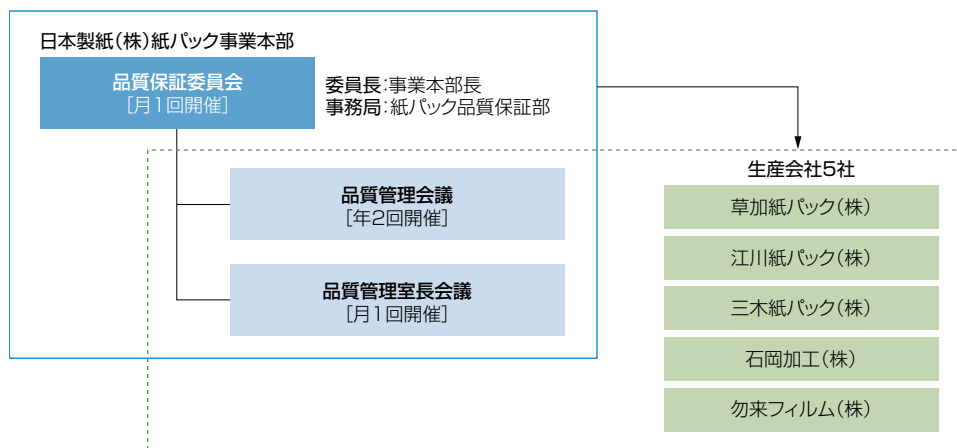 日本製紙(株)紙パック事業本部
品質保証委員会
[月1回開催]
委員長:事業本部長
事務局:紙パック品質保証部
品質管理会議
[年2回開催]
品質管理室長会議
[月1回開催]
生産会社5社
草加紙パック(株)
江川紙パック(株)
三木紙パック(株)
石岡加工(株)
勿来フィルム(株)